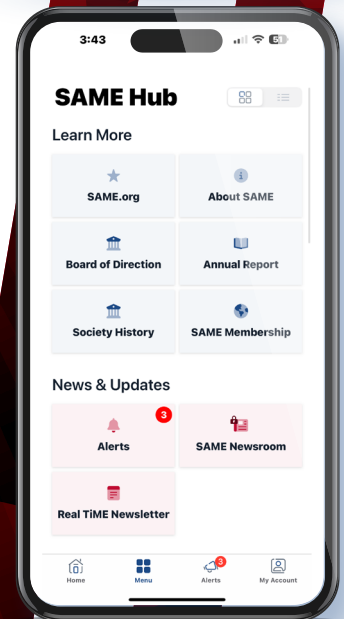 3:43
51
SAME Hub
Learn More
SAME.org
About SAME
Board of Direction
Annual Report
Society History
SAME Membership
News & Updates
3
Alerts
SAME Newsroom
Real TiME Newsletter
3
Home
Menu
Alerts
My Account